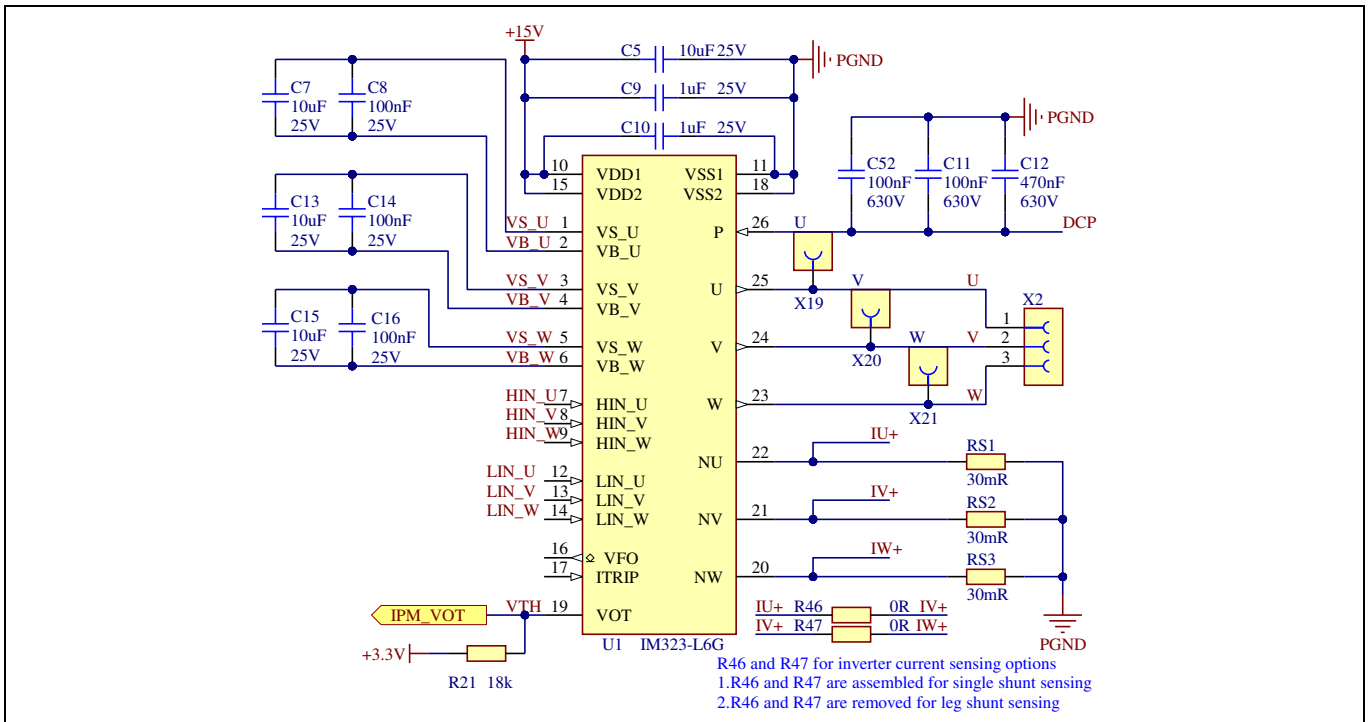 +15V
C5 10uF 25V
PGND
C7
10uF
25V
C8
100nF
25V
C9 1uF 25V
C10 1uF 25V
PGND
C52
100nF
630V
C11
100nF
630V
C12
470nF
630V
DCP
C13
10uF
25V
C14
100nF
25V
C15
10uF
25V
C16
100nF
25V
VS_U 1
VB_U 2
VS_V 3
VB_V 4
VS_W 5
VB_W 6
HIN_U 7
HIN_V 8
HIN_W 9
LIN_U 12
LIN_V 13
LIN_W 14
16
17
VTH 19
IPM_VOT
+3.3V
R21 18k
10 VDD1
15 VDD2
VS_U
VB_U
VS_V
VB_V
VS_W
VB_W
HIN_U
HIN_V
HIN_W
LIN_U
LIN_V
LIN_W
VFO
ITRIP
VOT
VSS1 11
VSS2 18
P 26
U 25
V 24
W 23
NU 22
NV 21
NW 20
U1 IM323-L6G
U
X19
V
X20
W
X21
U
V
W
X2
1
2
3
IU+
RS1
30mR
IV+
RS2
30mR
IW+
RS3
30mR
PGND
IU+ R46 0R IV+
IV+ R47 0R IW+
R46 and R47 for inverter current sensing options
1.R46 and R47 are assembled for single shunt sensing
2.R46 and R47 are removed for leg shunt sensing